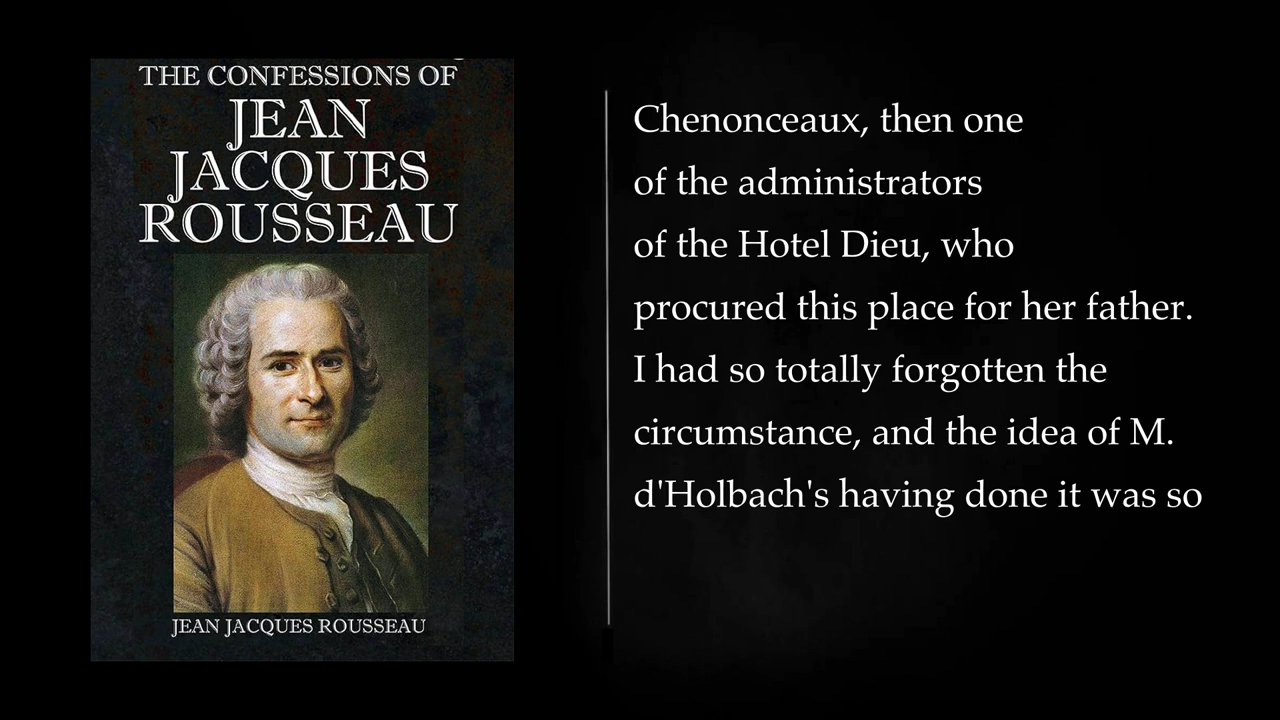 THE CONFESSIONS OF
JEAN
JACQUES
ROUSSEAU
JEAN JACQUES ROUSSEAU
Chenonceaux, then one
of the administrators
of the Hotel Dieu, who
procured this place for her father.
I had so totally forgotten the
circumstance, and the idea of M.
d'Holbach's having done it was so